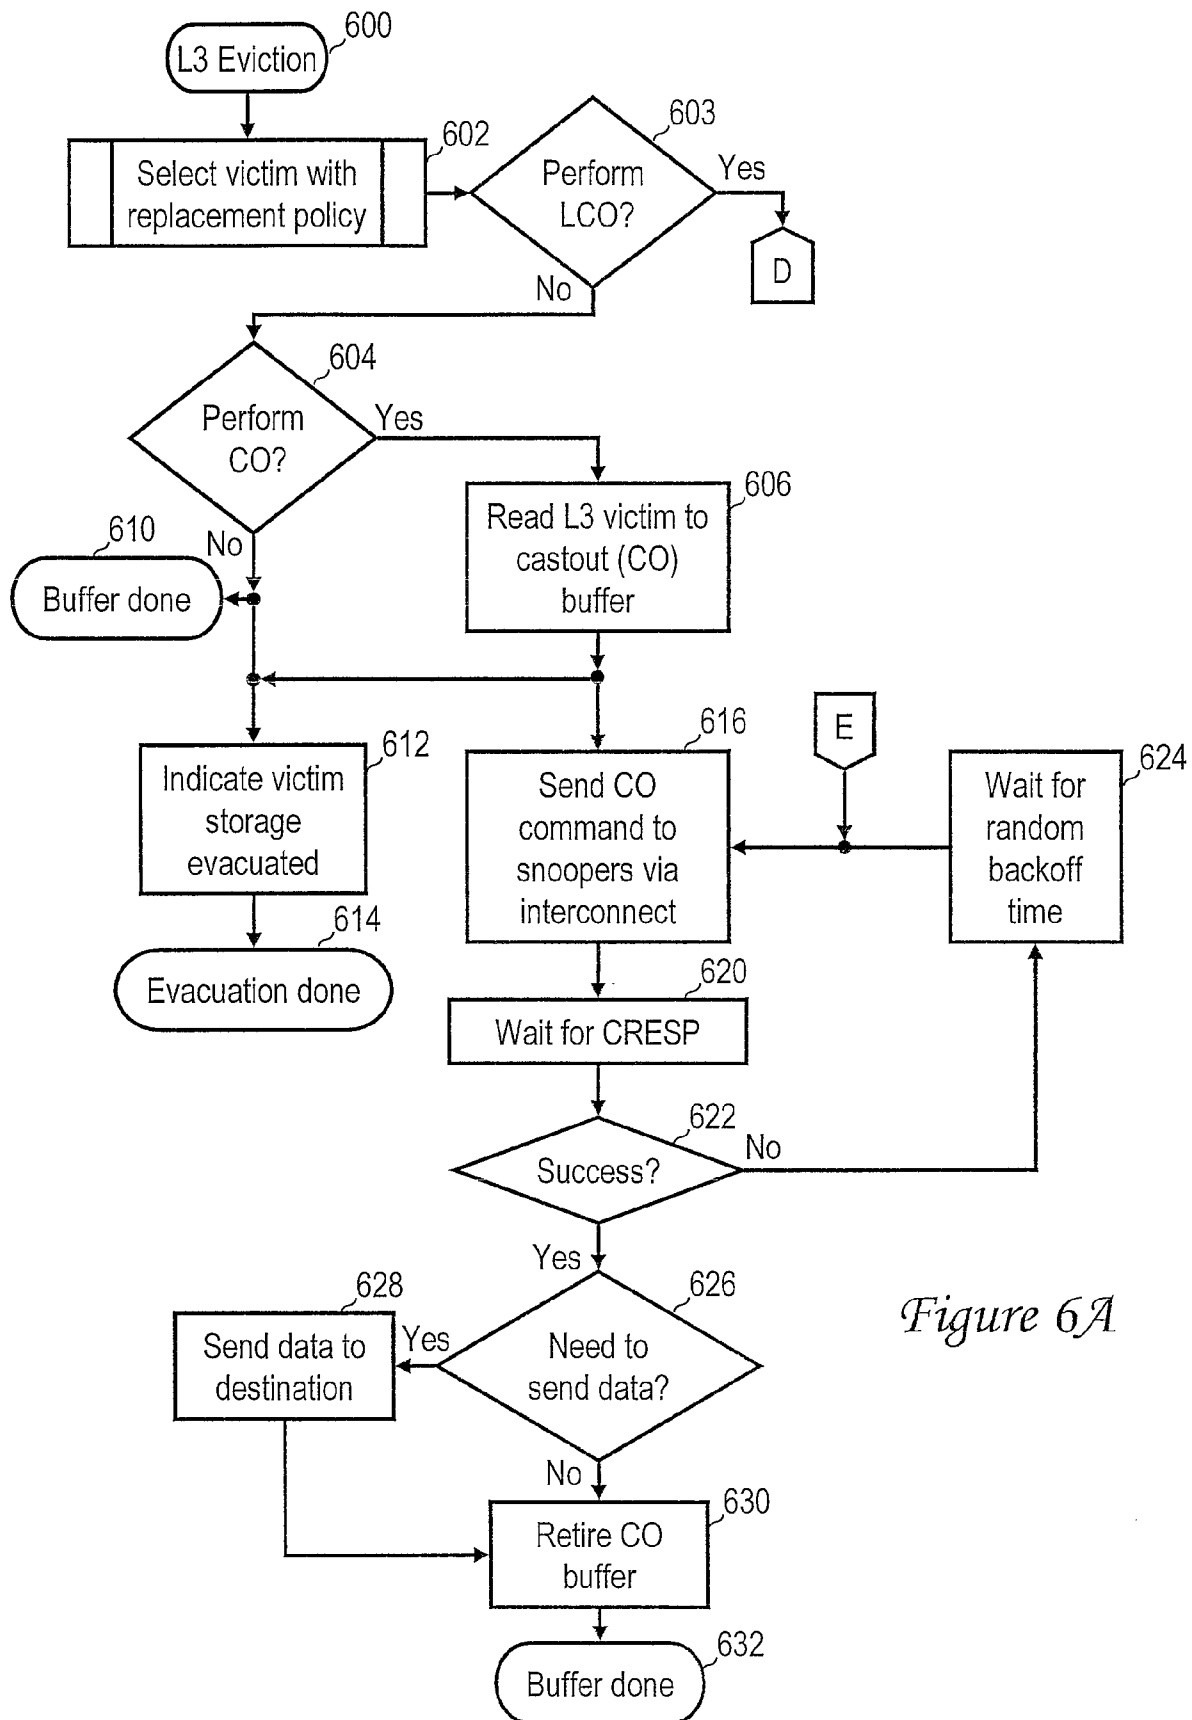 600
L3 Eviction
602
Select victim with
replacement policy
603
Perform
LCO?
Yes
D
No
604
Perform
CO?
Yes
606
Read L3 victim to
castout (CO)
buffer
No
610
Buffer done
612
Indicate victim
storage
evacuated
614
Evacuation done
616
Send CO
command to
snoopers via
interconnect
E
624
Wait for
random
backoff
time
620
Wait for CRESP
622
Success?
No
Yes
626
Need to
send data?
Yes
628
Send data to
destination
No
630
Retire CO
buffer
632
Buffer done
Figure 6A